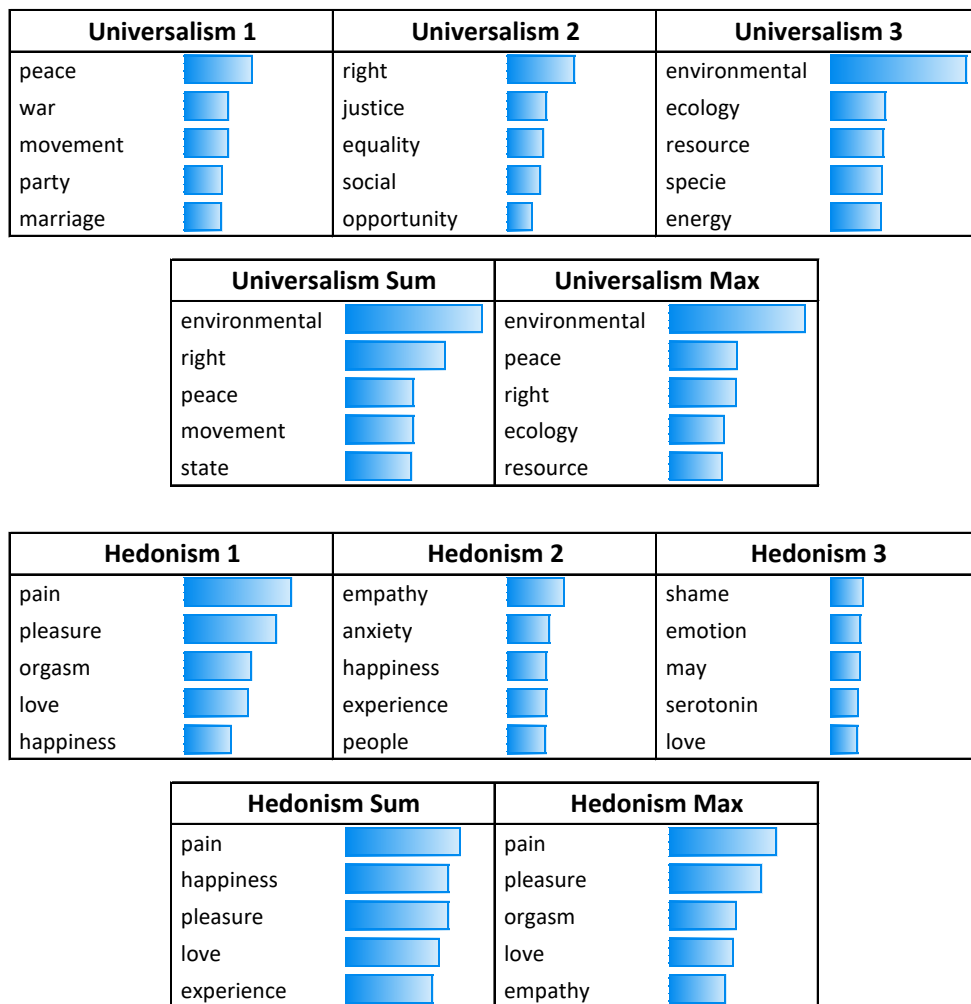 Universalism 1 Universalism 2 Universalism 3
peace right environmental
war justice ecology
movement equality resource
party social specie
marriage opportunity energy
Universalism Sum Universalism Max
environmental environmental
right peace
peace right
movement ecology
state resource
Hedonism 1 Hedonism 2 Hedonism 3
pain empathy shame
pleasure anxiety emotion
orgasm happiness may
love experience serotonin
happiness people love
Hedonism Sum Hedonism Max
pain pain
happiness pleasure
pleasure orgasm
love love
experience empathy